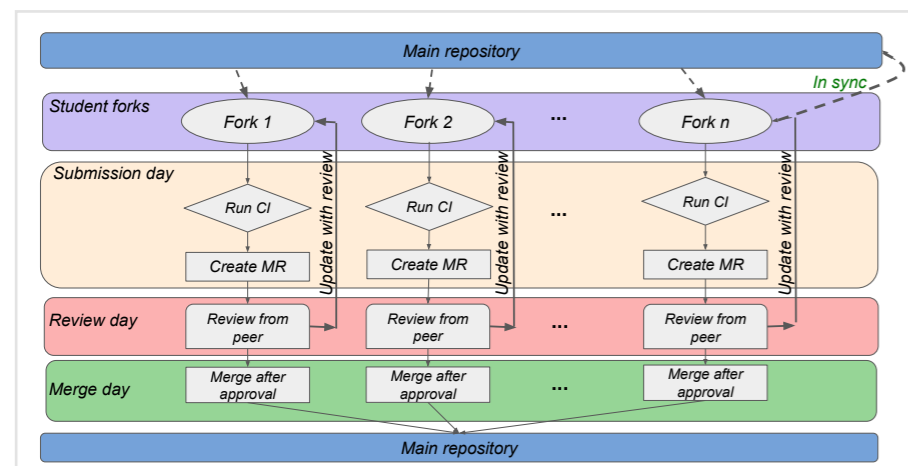 Main repository
In sync
Student forks
Fork 1
Fork 2
...
Fork n
Submission day
Run CI
Run CI
...
Run CI
Create MR
Create MR
Create MR
Update with review
Update with review
Update with review
Review day
Review from
peer
Review from
peer
...
Review from
peer
Merge day
Merge after
approval
Merge after
approval
...
Merge after
approval
Main repository